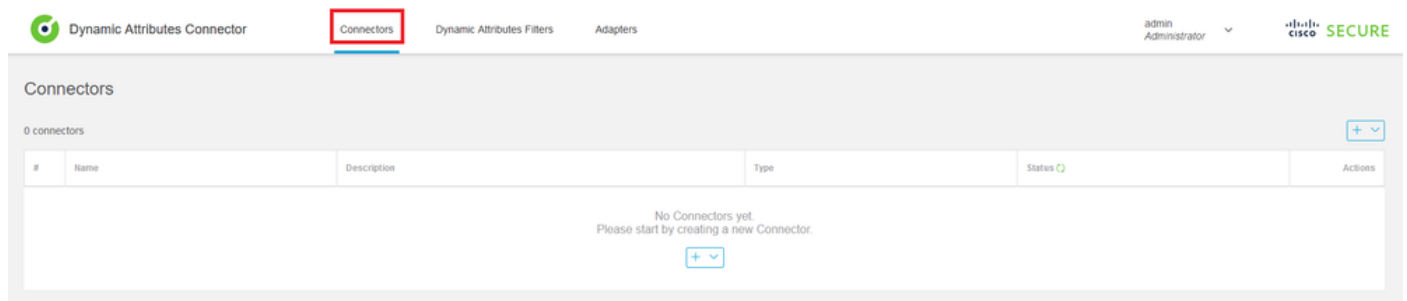 Dynamic Attributes Connector
Connectors
Dynamic Attributes Filters
Adapters
admin
Administrator
cisco SECURE
Connectors
0 connectors
# Name Description Type Status Actions
No Connectors yet.
Please start by creating a new Connector.